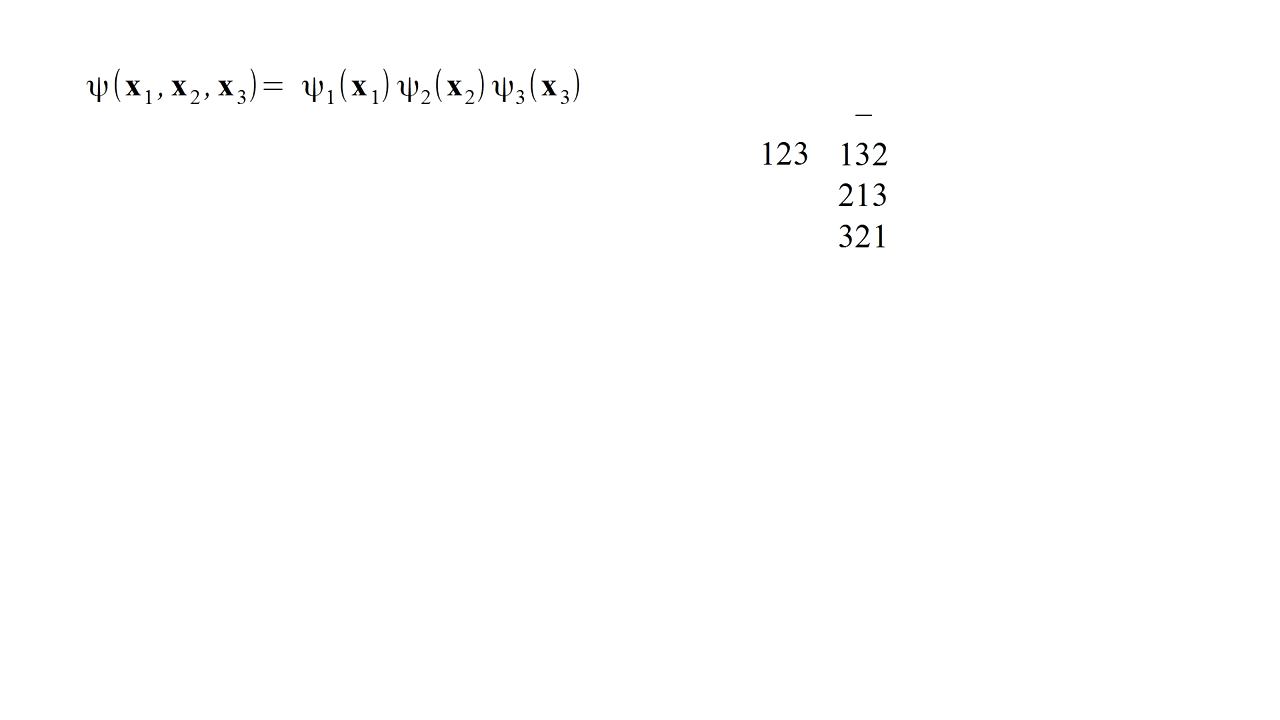 ψ(x₁, x₂, x₃)= ψ₁(x₁) ψ₂(x₂) ψ₃(x₃)
–
123 132
213
321